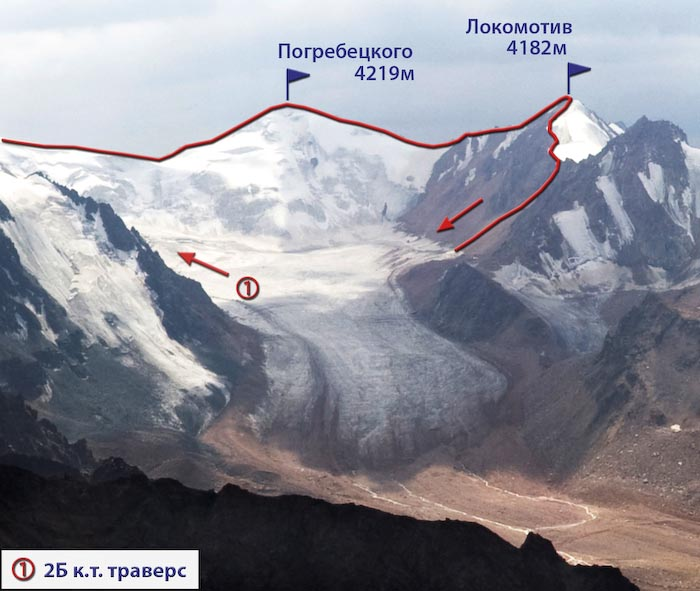 Локомотив
4182м
Погребецкого
4219м
①
① 2Б к.т. траверс